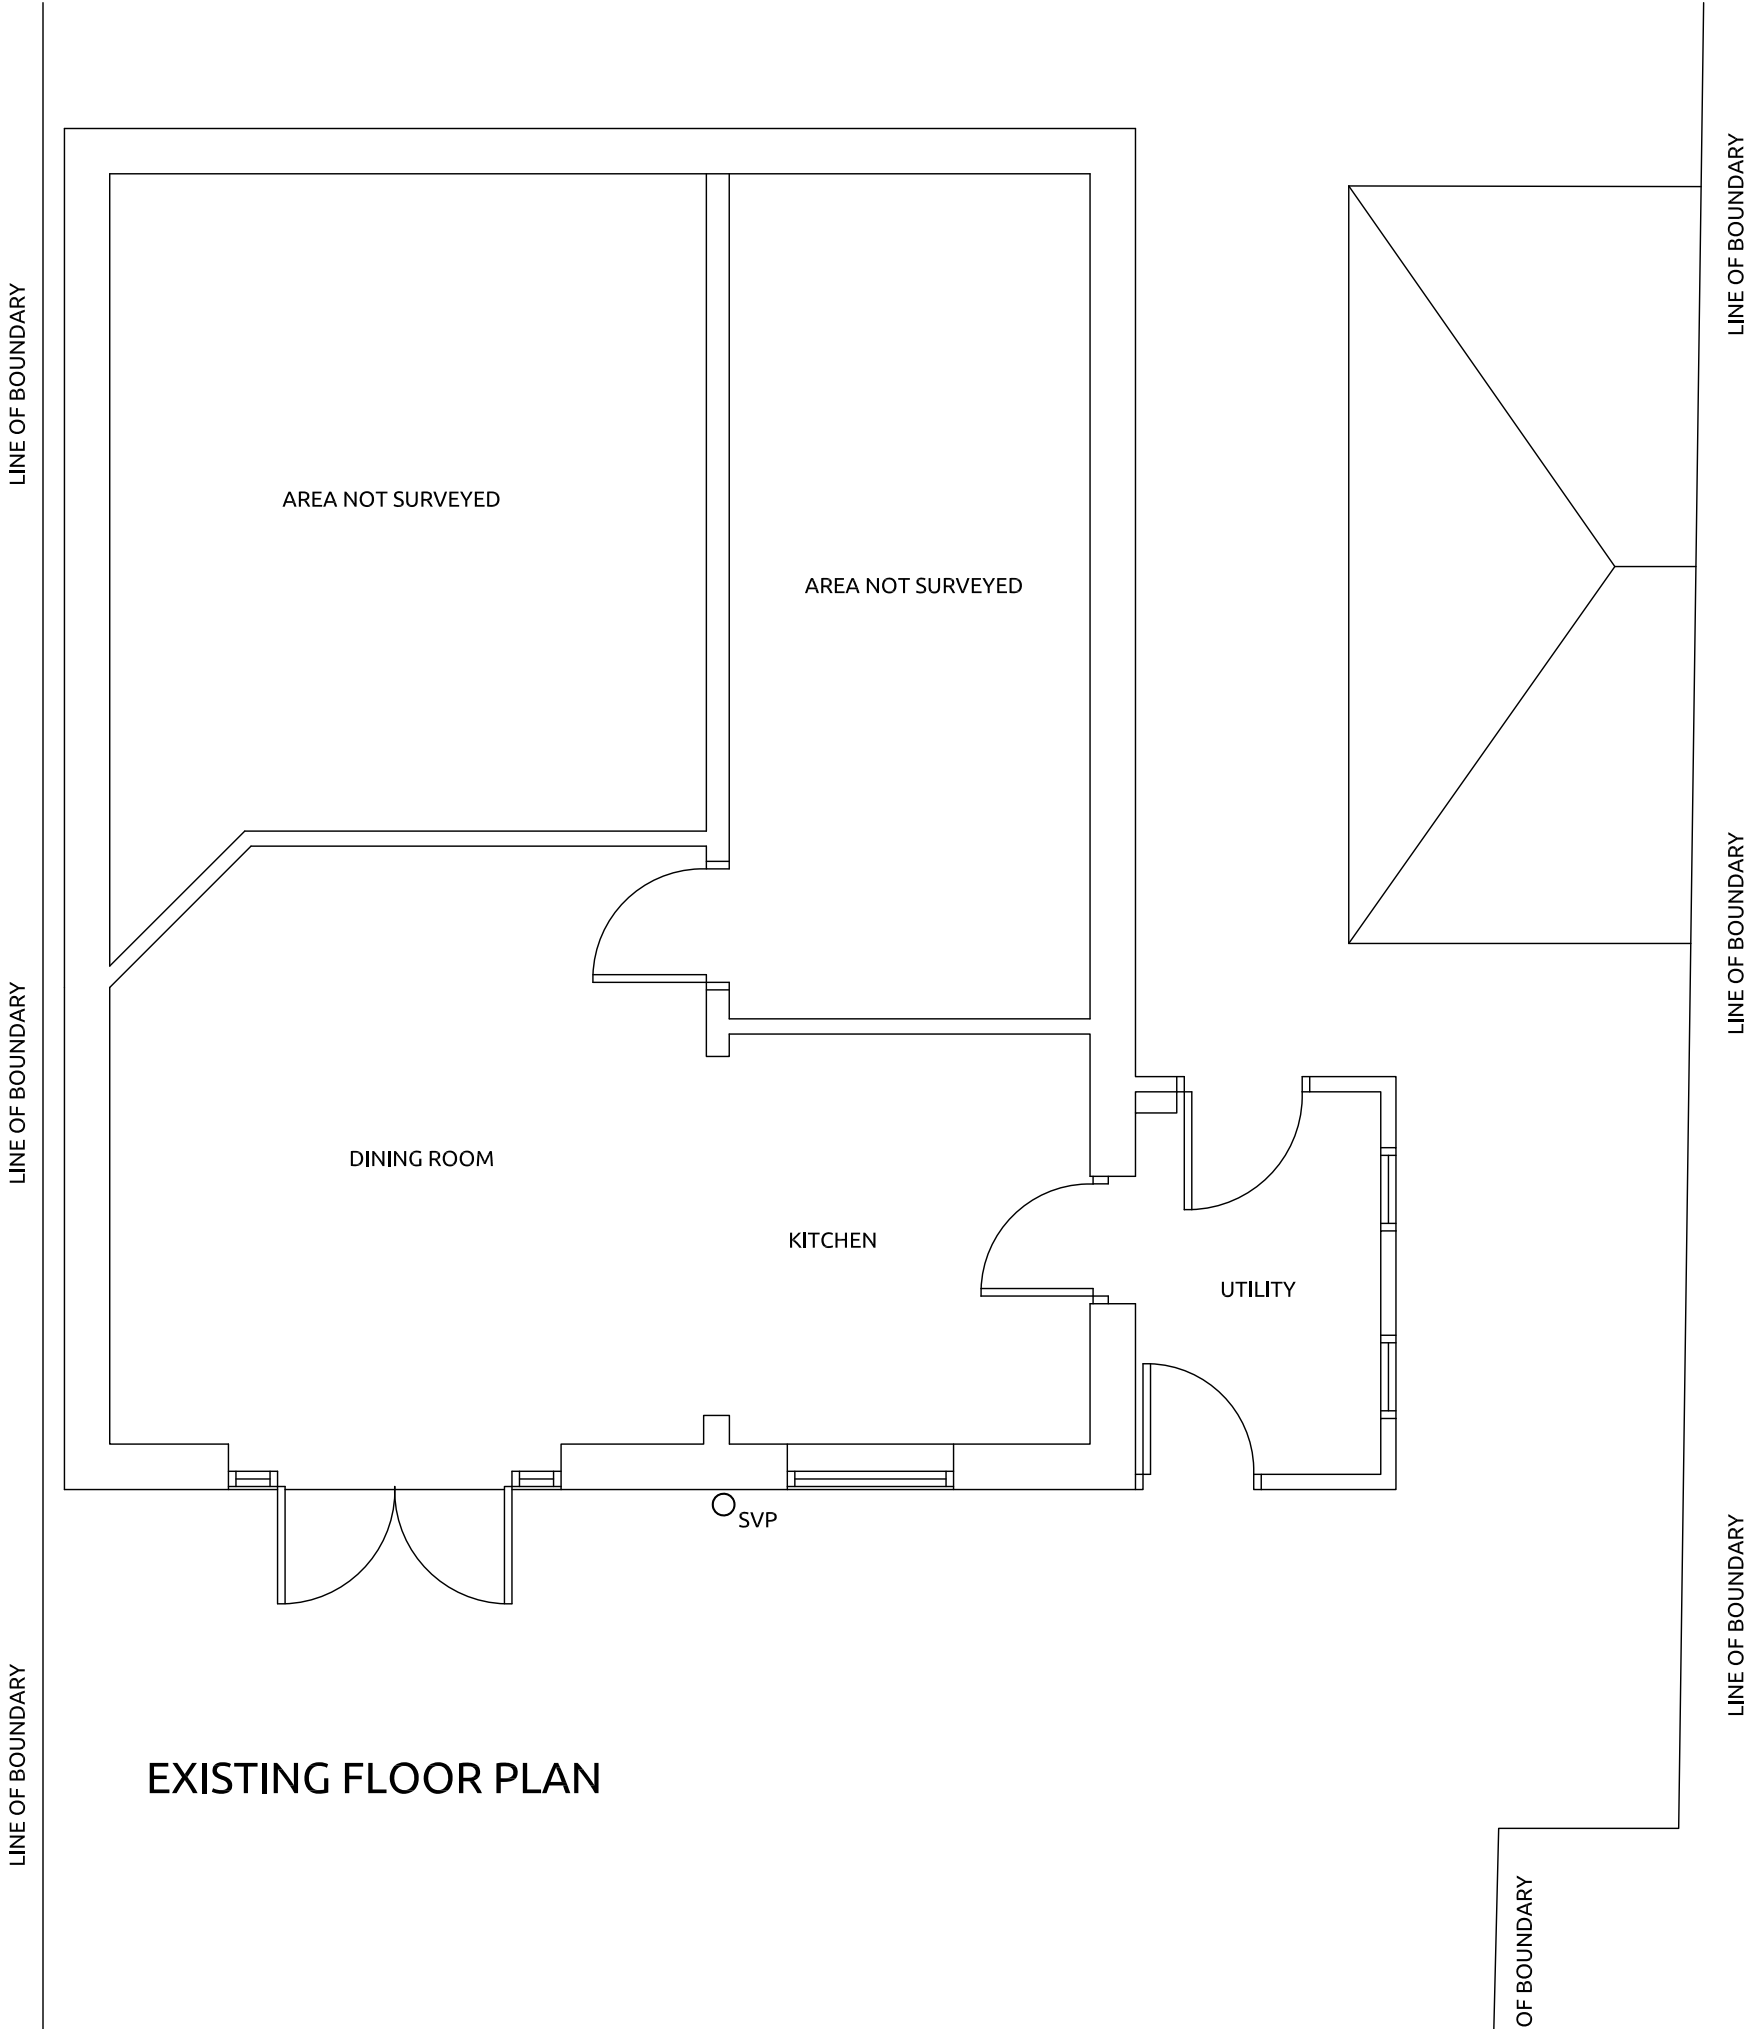 LINE OF BOUNDARY
LINE OF BOUNDARY
AREA NOT SURVEYED
AREA NOT SURVEYED
LINE OF BOUNDARY
LINE OF BOUNDARY
DINING ROOM
KITCHEN
UTILITY
SVP
LINE OF BOUNDARY
LINE OF BOUNDARY
EXISTING FLOOR PLAN
OF BOUNDARY